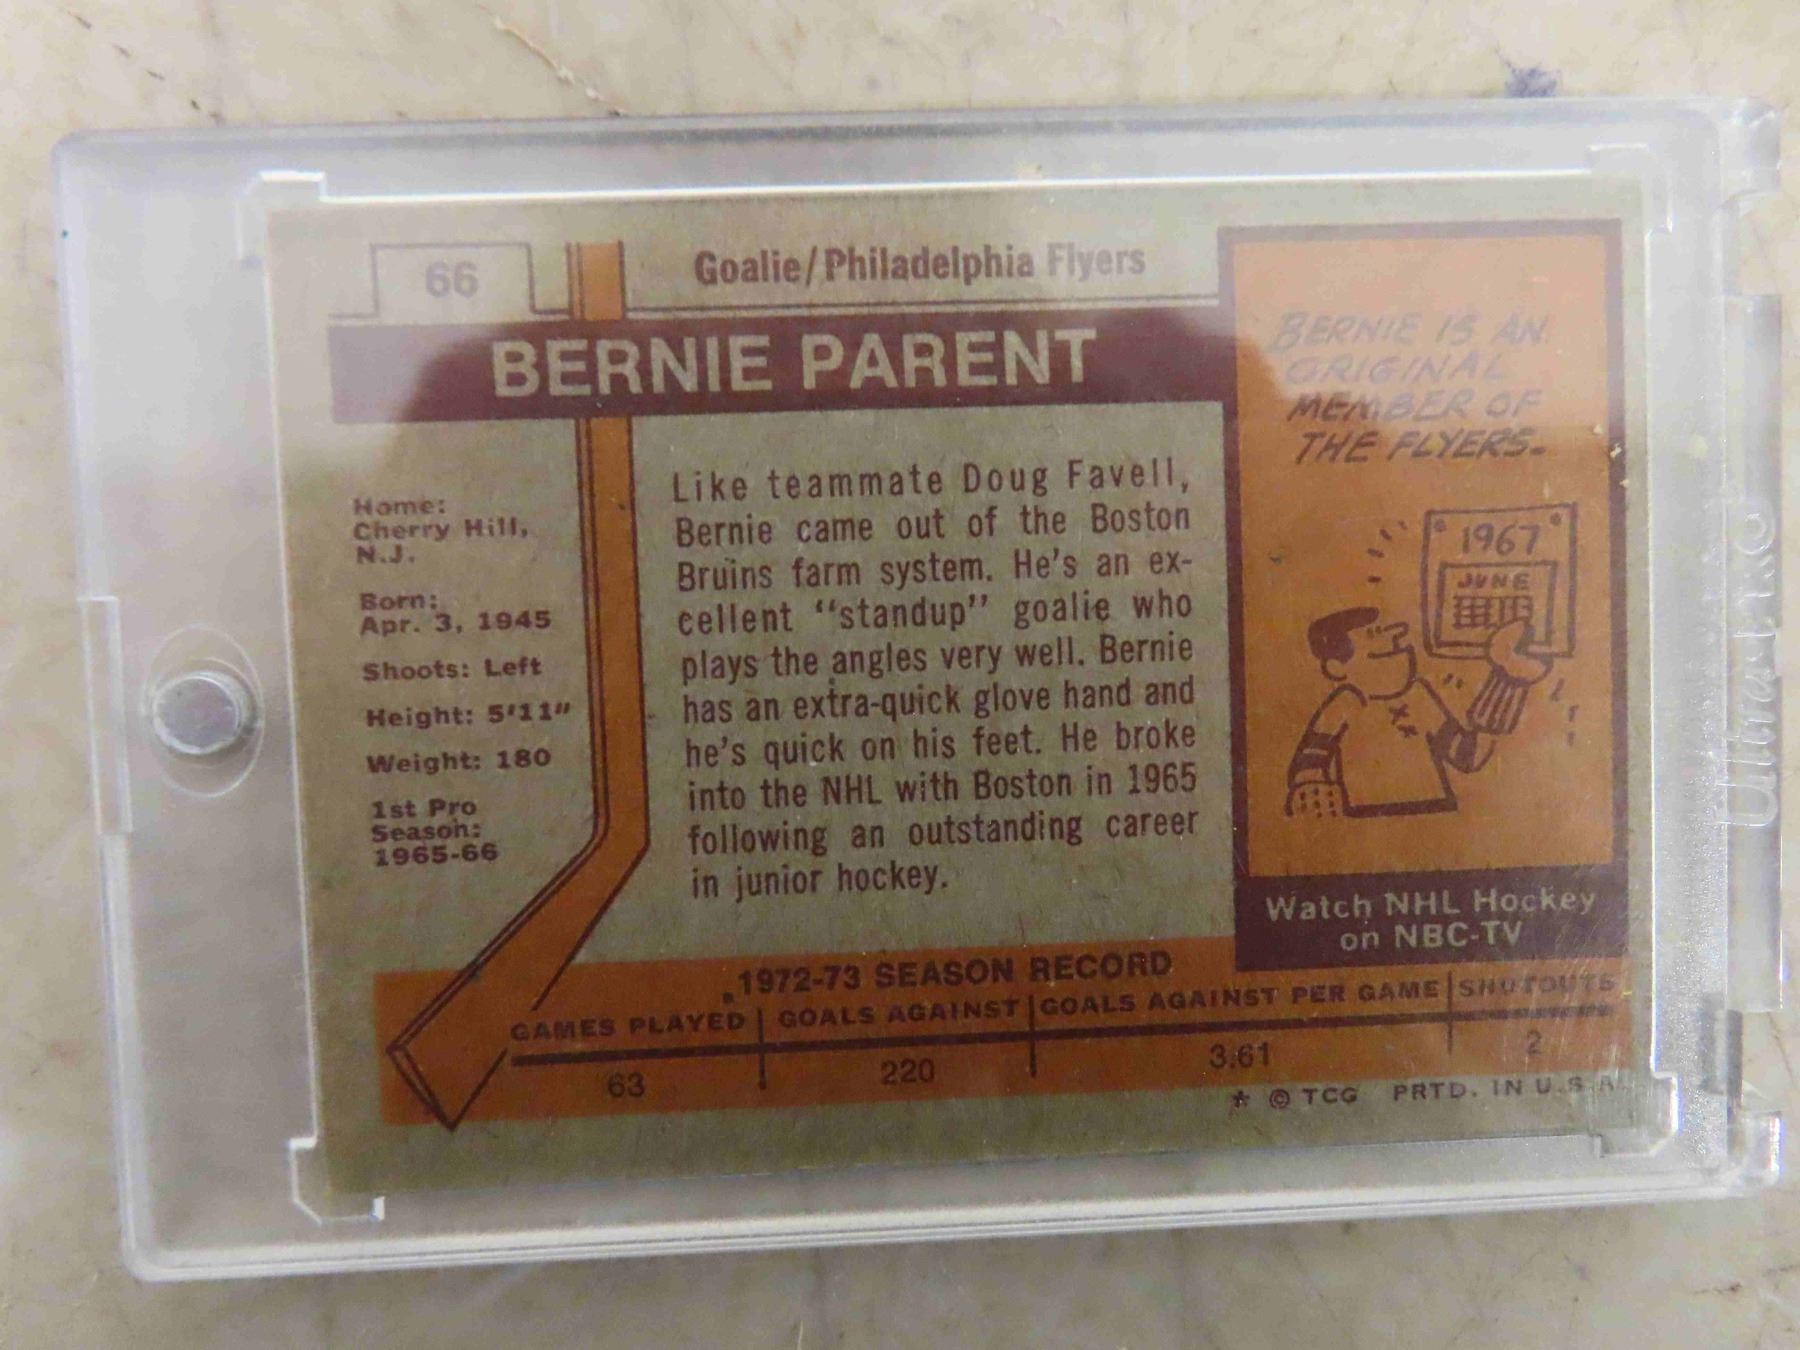 66
Goalie/Philadelphia Flyers
BERNIE PARENT
Home:
Cherry Hill,
N.J.
Born:
Apr. 3, 1945
Shoots: Left
Height: 5'11"
Weight: 180
1st Pro
Season:
1965-66
Like teammate Doug Favell,
Bernie came out of the Boston
Bruins farm system. He's an ex-
cellent "standup" goalie who
plays the angles very well. Bernie
has an extra-quick glove hand and
he's quick on his feet. He broke
into the NHL with Boston in 1965
following an outstanding career
in junior hockey.
BERNIE IS AN
ORIGINAL
MEMBER OF
THE FLYERS.
1967
JUNE
Watch NHL Hockey
on NBC-TV
1972-73 SEASON RECORD
GAMES PLAYED GOALS AGAINST GOALS AGAINST PER GAME SHUTOUTS
63 220 3.61 2
* © TCG PRTD. IN U.S.A.
Ultra PRO